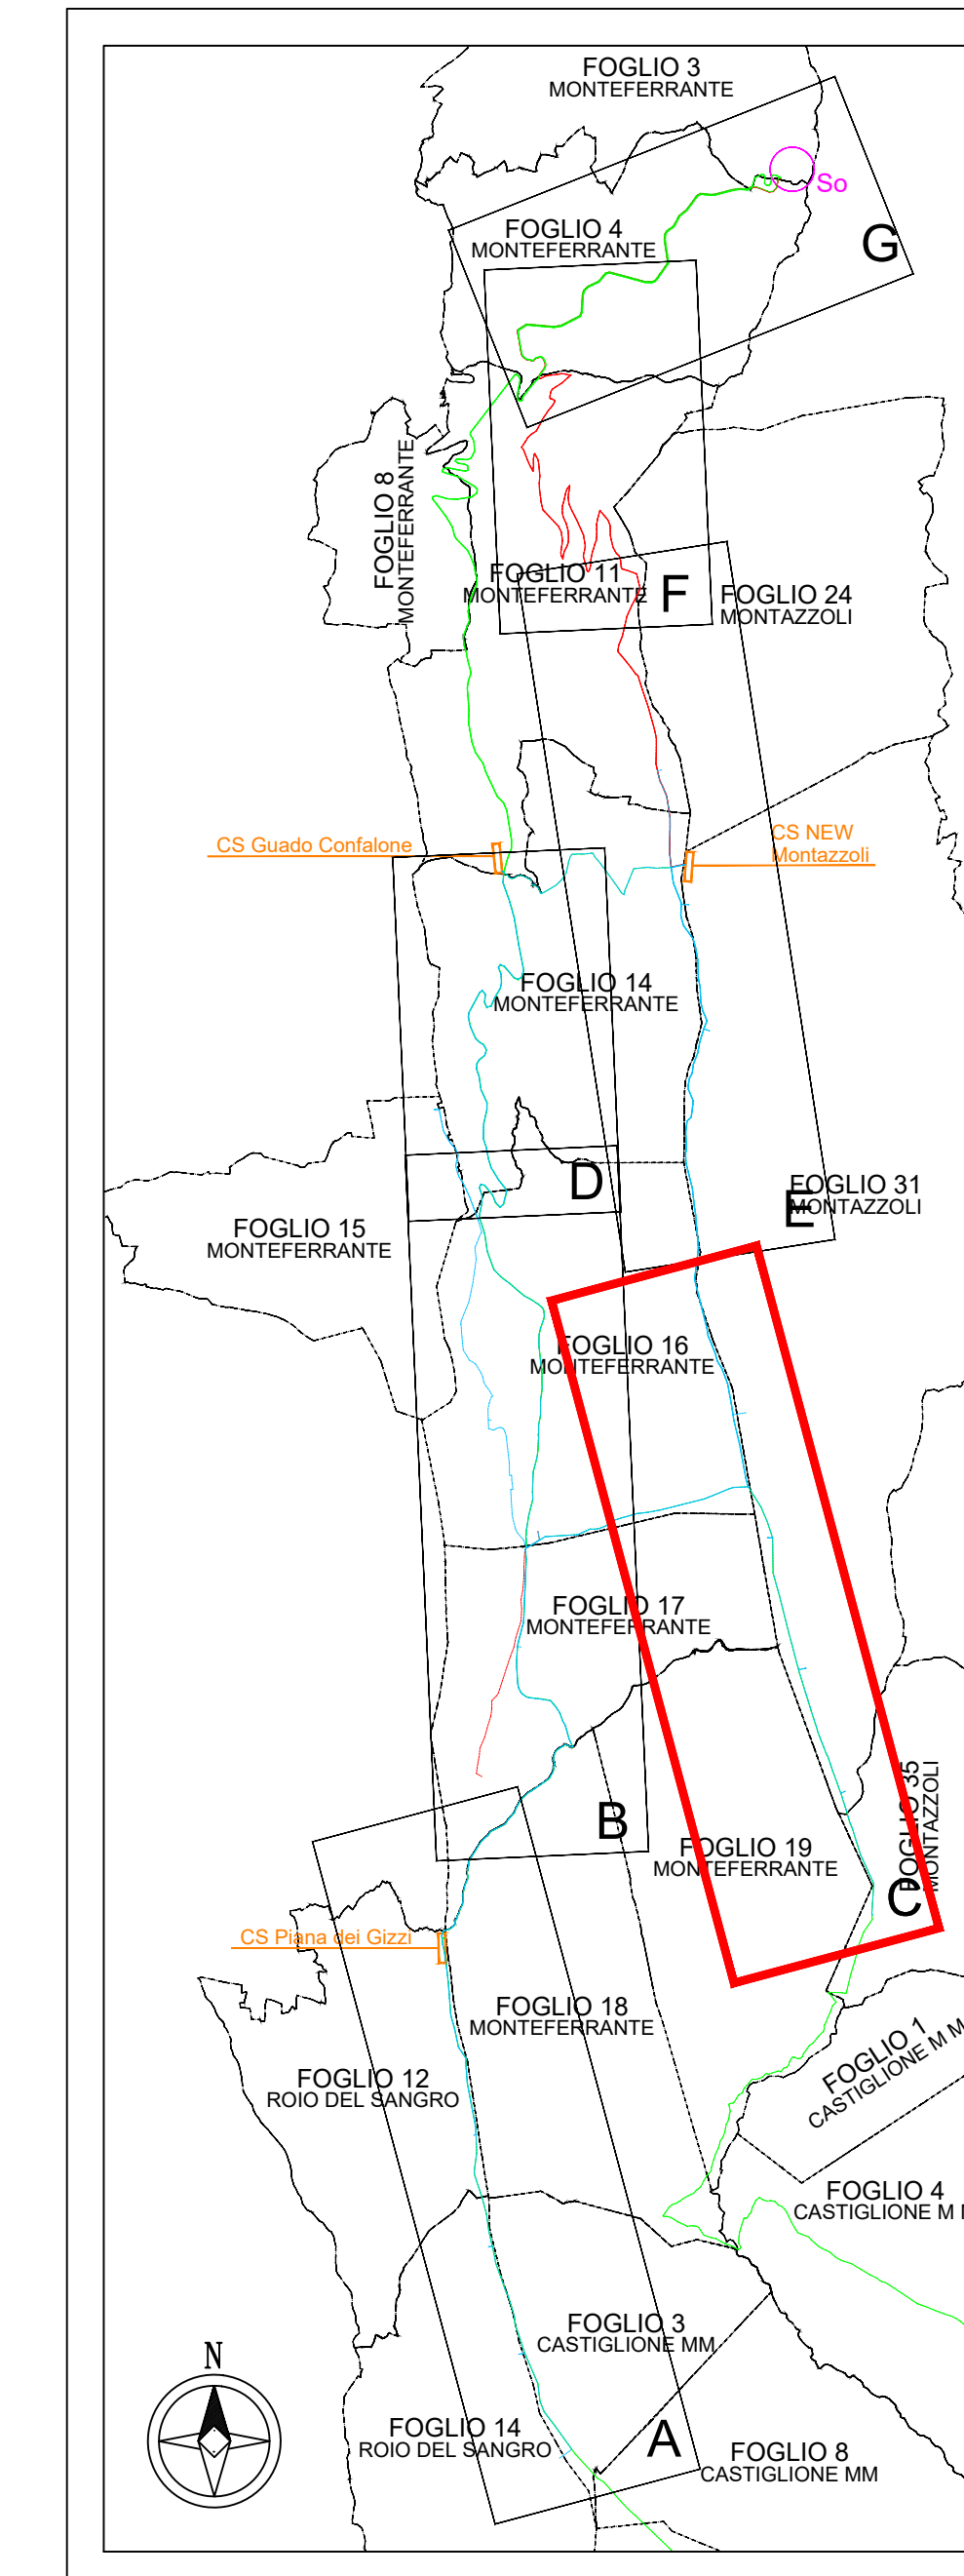 FOGLIO 3
MONTEFERRANTE
So
FOGLIO 4
MONTEFERRANTE
G
FOGLIO 8
MONTEFERRANTE
FOGLIO 11
MONTEFERRANTE
F
FOGLIO 24
MONTAZZOLI
CS Guado Confalone
CS NEW
Montazzoli
FOGLIO 14
MONTEFERRANTE
D
E
FOGLIO 31
MONTAZZOLI
FOGLIO 15
MONTEFERRANTE
FOGLIO 16
MONTEFERRANTE
FOGLIO 17
MONTEFERRANTE
B
FOGLIO 19
MONTEFERRANTE
FOGLIO 35
MONTAZZOLI
C
CS Piana dei Gizzi
FOGLIO 18
MONTEFERRANTE
FOGLIO 12
ROIO DEL SANGRO
FOGLIO 1
CASTIGLIONE M M
FOGLIO 4
CASTIGLIONE M
FOGLIO 3
CASTIGLIONE MM
N
FOGLIO 14
ROIO DEL SANGRO
A
FOGLIO 8
CASTIGLIONE MM